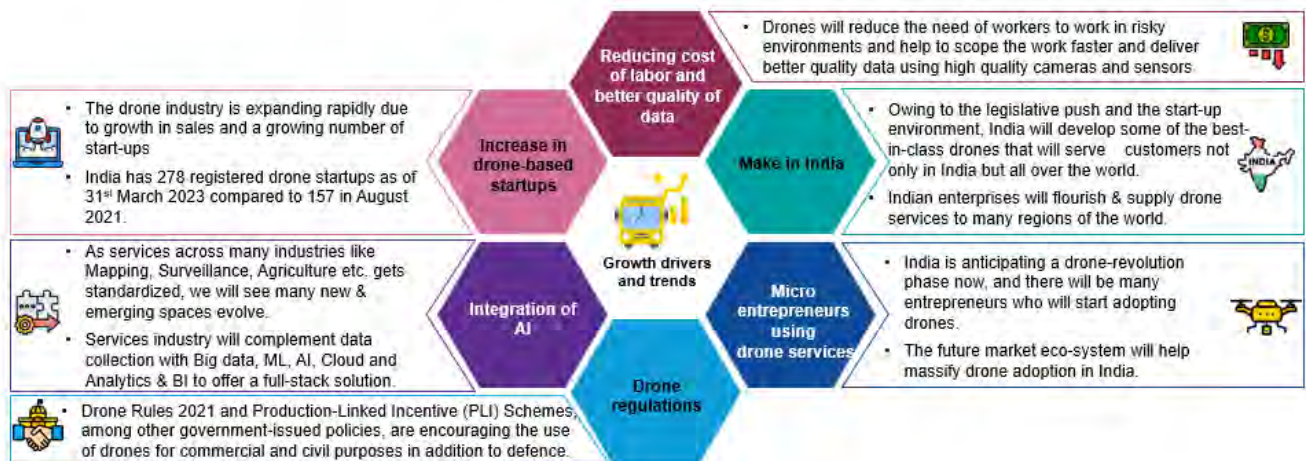 Reducing cost
of labor and
better quality of
data
• Drones will reduce the need of workers to work in risky
environments and help to scope the work faster and deliver
better quality data using high quality cameras and sensors
Increase in
drone-based
startups
• The drone industry is expanding rapidly due
to growth in sales and a growing number of
start-ups
• India has 278 registered drone startups as of
31st March 2023 compared to 157 in August
2021.
Make in India
• Owing to the legislative push and the start-up
environment, India will develop some of the best-
in-class drones that will serve customers not
only in India but all over the world.
• Indian enterprises will flourish & supply drone
services to many regions of the world.
INDIA
Growth drivers
and trends
Integration of
AI
• As services across many industries like
Mapping, Surveillance, Agriculture etc. gets
standardized, we will see many new &
emerging spaces evolve.
• Services industry will complement data
collection with Big data, ML, AI, Cloud and
Analytics & BI to offer a full-stack solution.
Micro
entrepreneurs
using
drone services
• India is anticipating a drone-revolution
phase now, and there will be many
entrepreneurs who will start adopting
drones.
• The future market eco-system will help
massify drone adoption in India.
Drone
regulations
• Drone Rules 2021 and Production-Linked Incentive (PLI) Schemes,
among other government-issued policies, are encouraging the use
of drones for commercial and civil purposes in addition to defence.